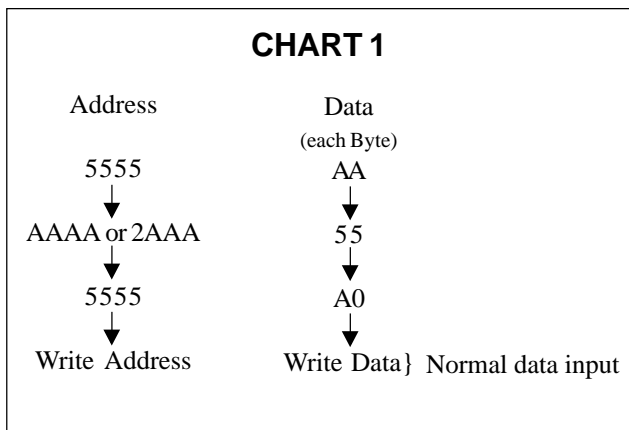 CHART 1
Address Data
(each Byte)
5555 AA
AAAA or 2AAA 55
5555 A0
Write Address Write Data} Normal data input